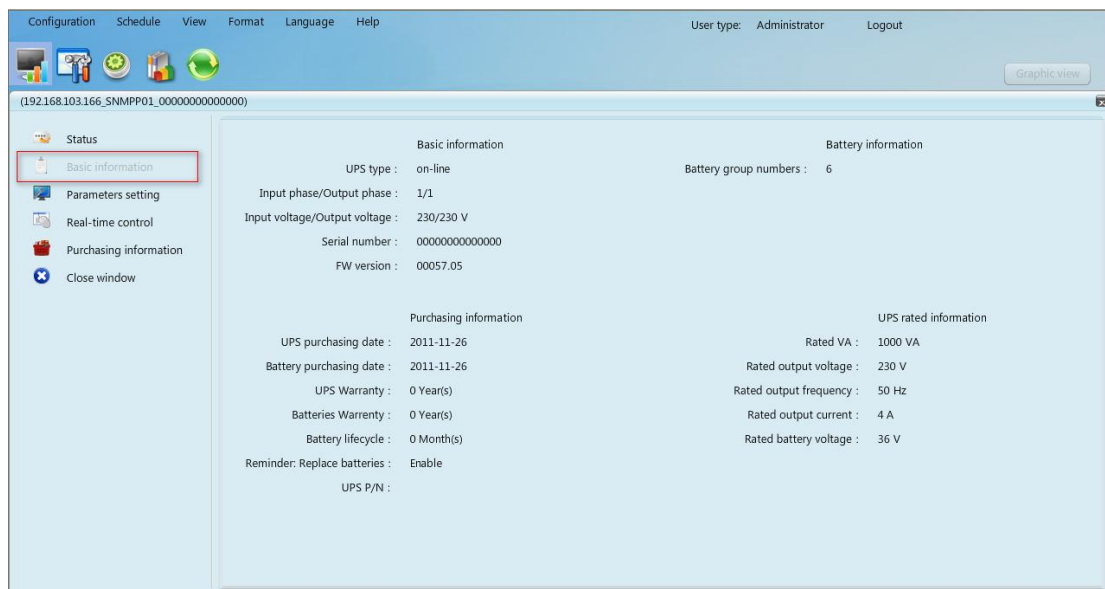 Configuration Schedule View Format Language Help User type: Administrator Logout
Graphic view
(192.168.103.166_SNMPP01_00000000000000)
Status
Basic information
Parameters setting
Real-time control
Purchasing information
Close window
Basic information
UPS type : on-line
Input phase/Output phase : 1/1
Input voltage/Output voltage : 230/230 V
Serial number : 00000000000000
FW version : 00057.05
Battery information
Battery group numbers : 6
Purchasing information
UPS purchasing date : 2011-11-26
Battery purchasing date : 2011-11-26
UPS Warranty : 0 Year(s)
Batteries Warrenty : 0 Year(s)
Battery lifecycle : 0 Month(s)
Reminder: Replace batteries : Enable
UPS P/N :
UPS rated information
Rated VA : 1000 VA
Rated output voltage : 230 V
Rated output frequency : 50 Hz
Rated output current : 4 A
Rated battery voltage : 36 V